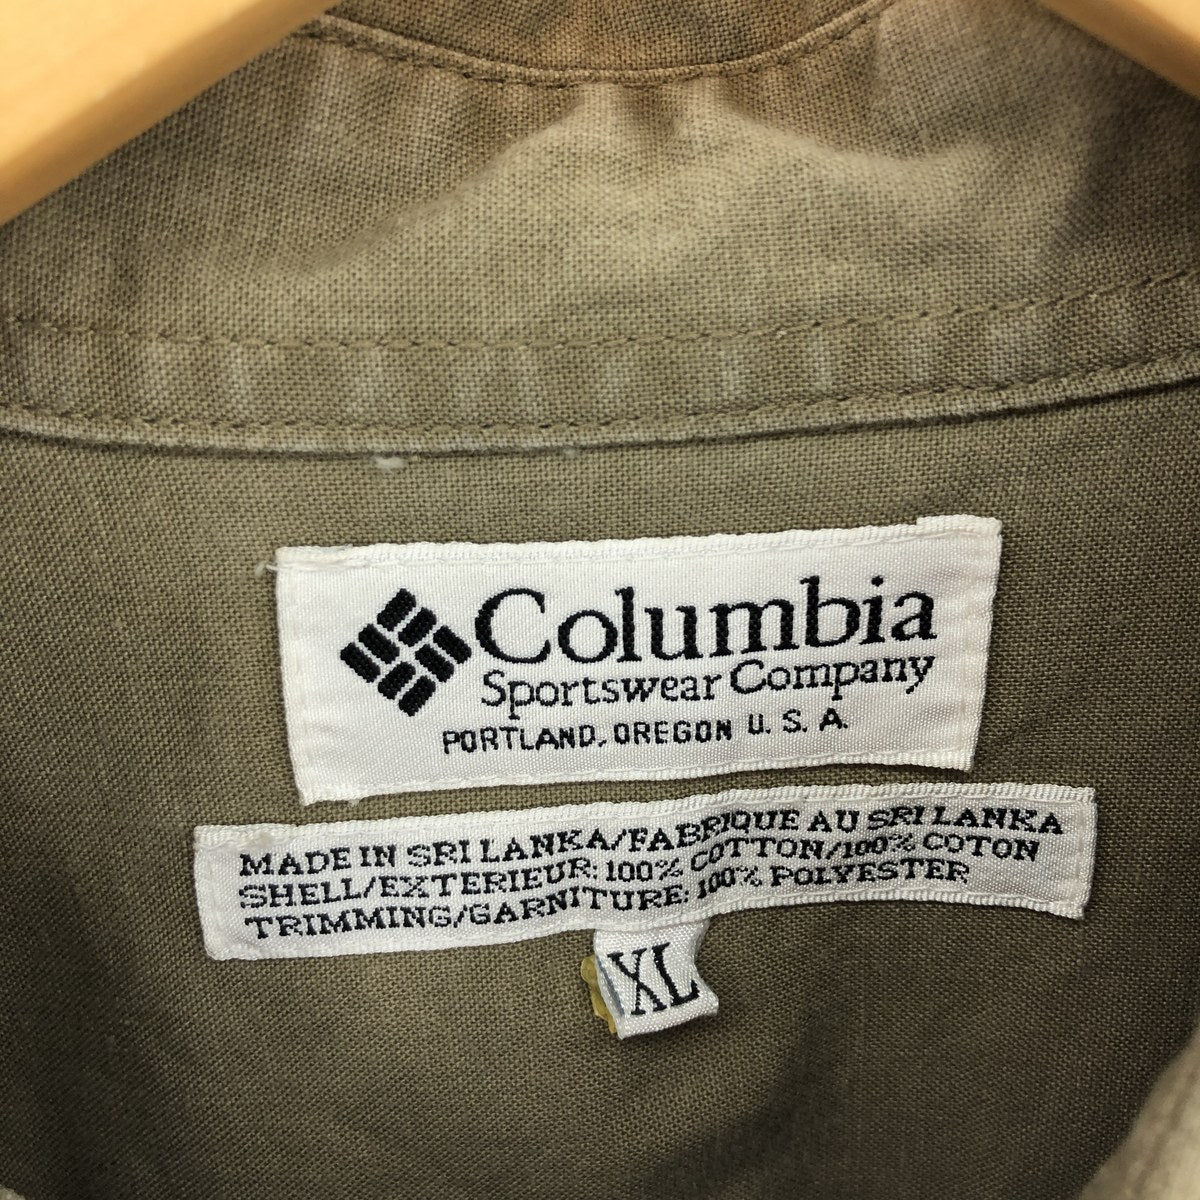 Columbia
Sportswear Company
PORTLAND, OREGON U. S. A.
MADE IN SRI LANKA/FABRIQUE AU SRI LANKA
SHELL/EXTERIEUR: 100% COTTON/100% COTON
TRIMMING/GARNITURE: 100% POLYESTER
XL